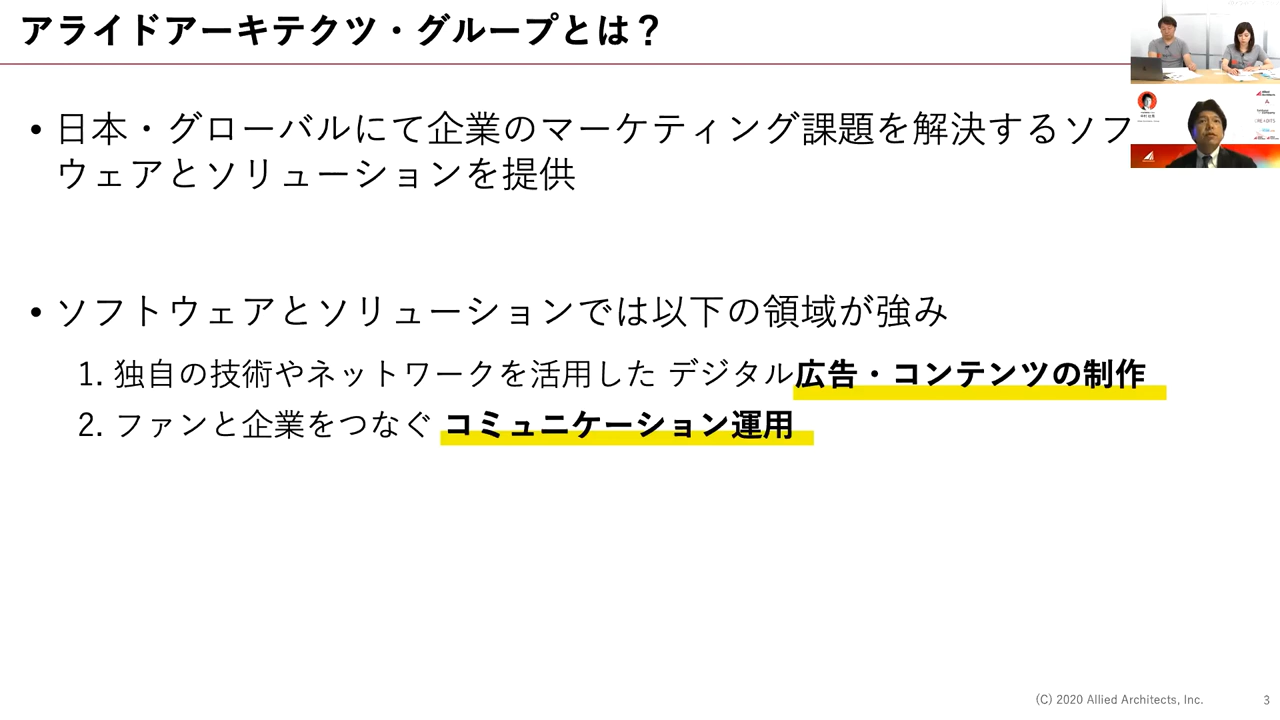 アライドアーキテクツ・グループとは？
• 日本・グローバルにて企業のマーケティング課題を解決するソフ
ウェアとソリューションを提供
• ソフトウェアとソリューションでは以下の領域が強み
1. 独自の技術やネットワークを活用した デジタル広告・コンテンツの制作
2. ファンと企業をつなぐ コミュニケーション運用
(C) 2020 Allied Architects, Inc.
3